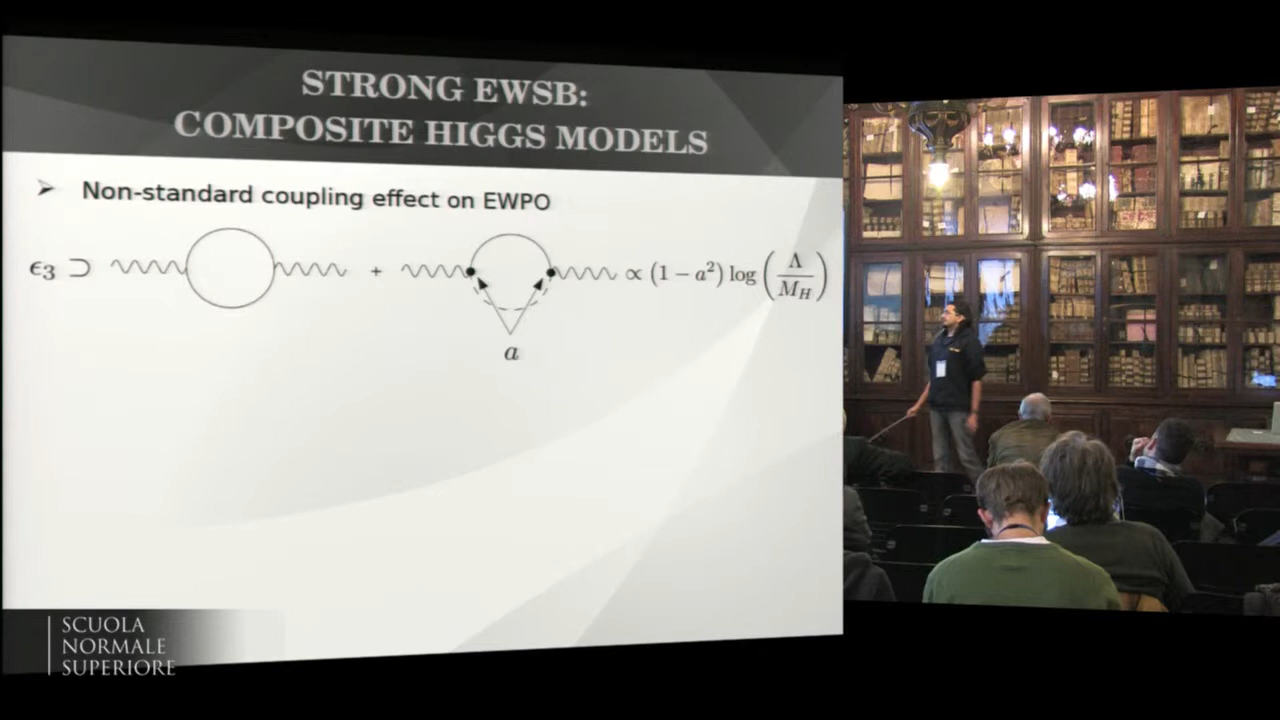 STRONG EWSB:
COMPOSITE HIGGS MODELS
➤ Non-standard coupling effect on EWPO
ϵ₃ ⊃ + ∝ (1 − a²) log (Λ / M_H)
a
SCUOLA
NORMALE
SUPERIORE